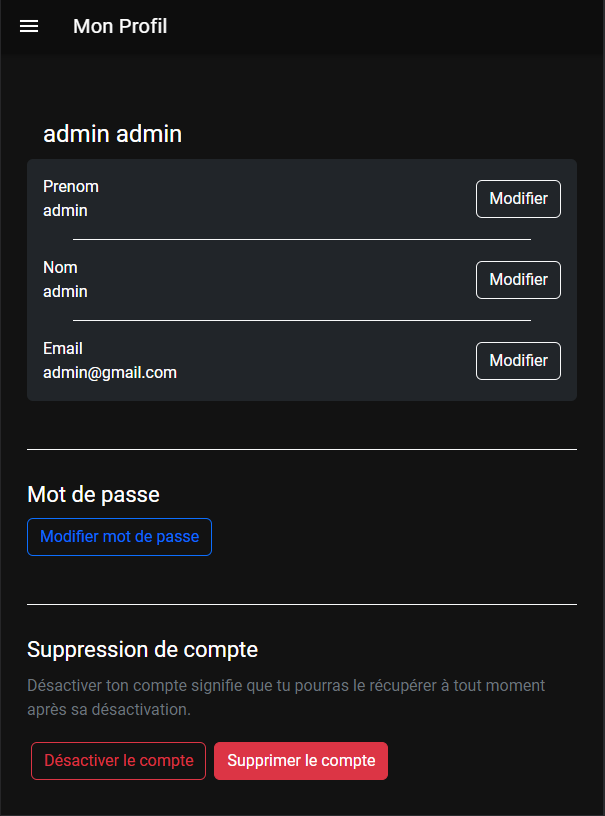 Mon Profil
admin admin
Prenom
admin
Modifier
Nom
admin
Modifier
Email
admin@gmail.com
Modifier
Mot de passe
Modifier mot de passe
Suppression de compte
Désactiver ton compte signifie que tu pourras le récupérer à tout moment
après sa désactivation.
Désactiver le compte
Supprimer le compte